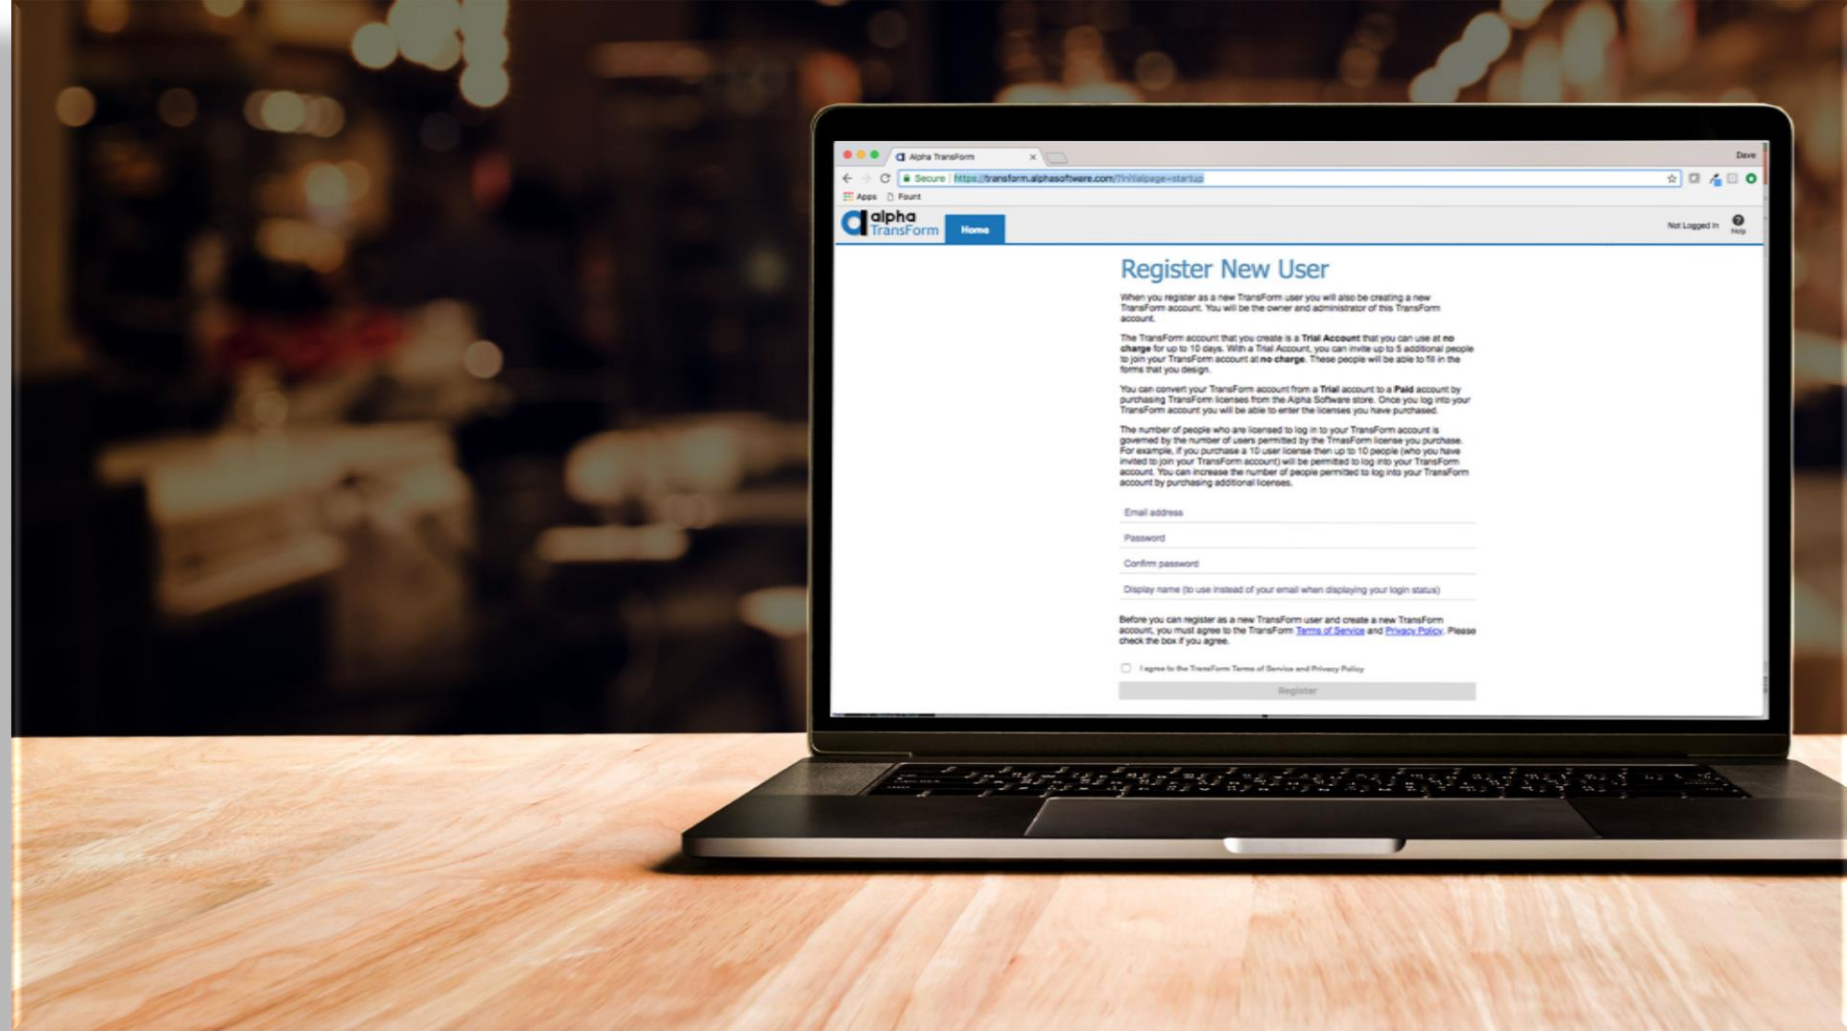 Alpha TransForm
Dave
Secure https://transform.alphasoftware.com/?initialpage=startup
Apps Fount
alpha
TransForm
Home
Not Logged In
Help
Register New User
When you register as a new TransForm user you will also be creating a new
TransForm account. You will be the owner and administrator of this TransForm
account.
The TransForm account that you create is a Trial Account that you can use at no
charge for up to 10 days. With a Trial Account, you can invite up to 5 additional people
to join your TransForm account at no charge. These people will be able to fill in the
forms that you design.
You can convert your TransForm account from a Trial account to a Paid account by
purchasing TransForm licenses from the Alpha Software store. Once you log into your
TransForm account you will be able to enter the licenses you have purchased.
The number of people who are licensed to log in to your TransForm account is
governed by the number of users permitted by the TrnasForm license you purchase.
For example, if you purchase a 10 user license then up to 10 people (who you have
invited to join your TransForm account) will be permitted to log into your TransForm
account. You can increase the number of people permitted to log into your TransForm
account by purchasing additional licenses.
Email address
Password
Confirm password
Display name (to use instead of your email when displaying your login status)
Before you can register as a new TransForm user and create a new TransForm
account, you must agree to the TransForm Terms of Service and Privacy Policy. Please
check the box if you agree.
I agree to the TransForm Terms of Service and Privacy Policy
Register